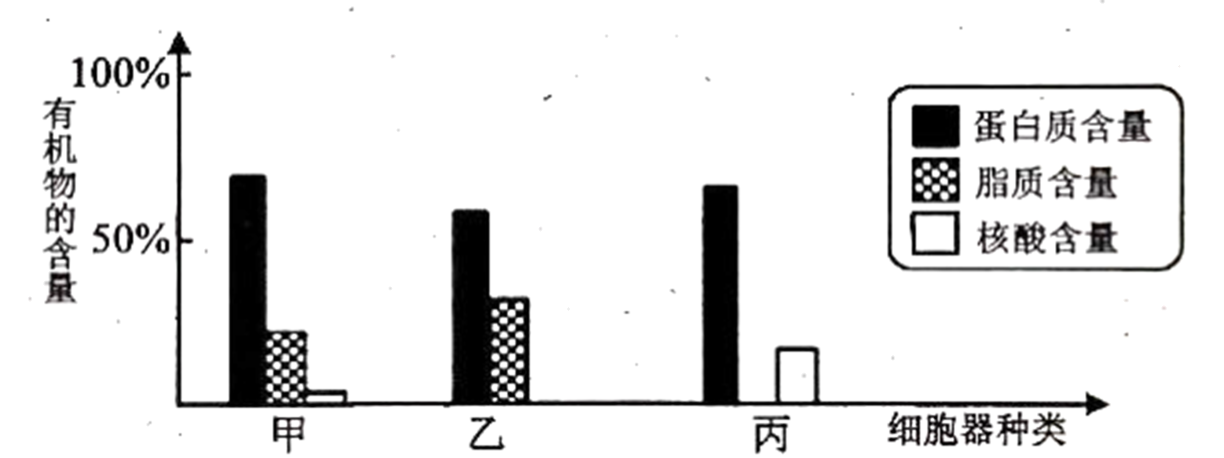 100%
50%
有机物的含量
蛋白质含量
脂质含量
核酸含量
甲
乙
丙
细胞器种类